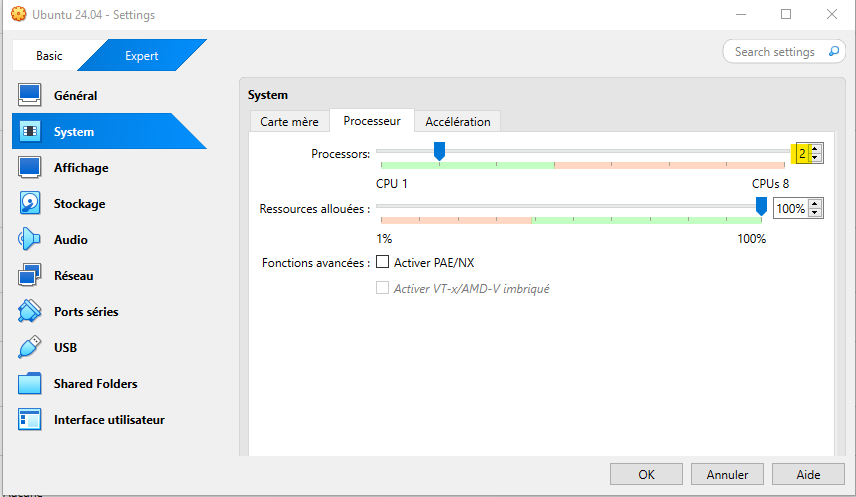 Ubuntu 24.04 - Settings
Basic
Expert
Search settings
Général
System
Affichage
Stockage
Audio
Réseau
Ports séries
USB
Shared Folders
Interface utilisateur
System
Carte mère
Processeur
Accélération
Processors:
2
CPU 1
CPUs 8
Ressources allouées :
100%
1%
100%
Fonctions avancées :
Activer PAE/NX
Activer VT-x/AMD-V imbriqué
OK
Annuler
Aide